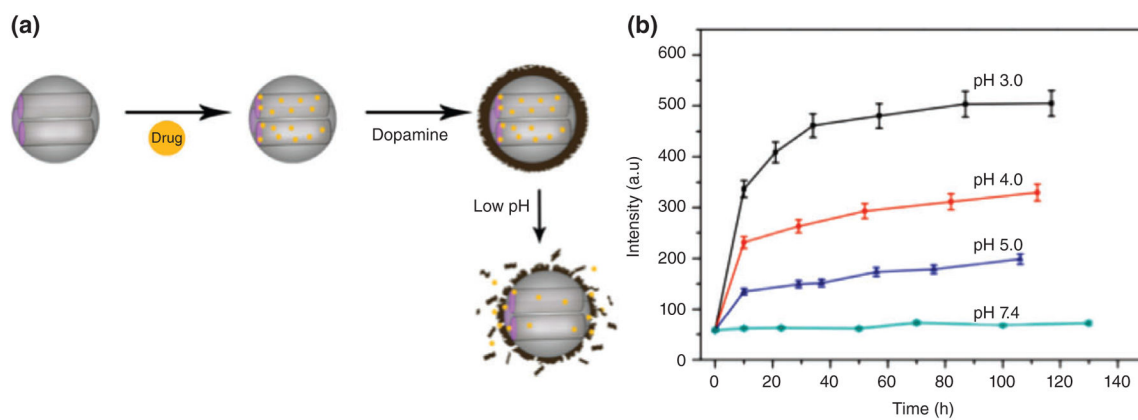 (a)
Drug
Dopamine
Low pH
(b)
600
500
400
300
200
100
0
Intensity (a.u)
pH 3.0
pH 4.0
pH 5.0
pH 7.4
0 20 40 60 80 100 120 140
Time (h)